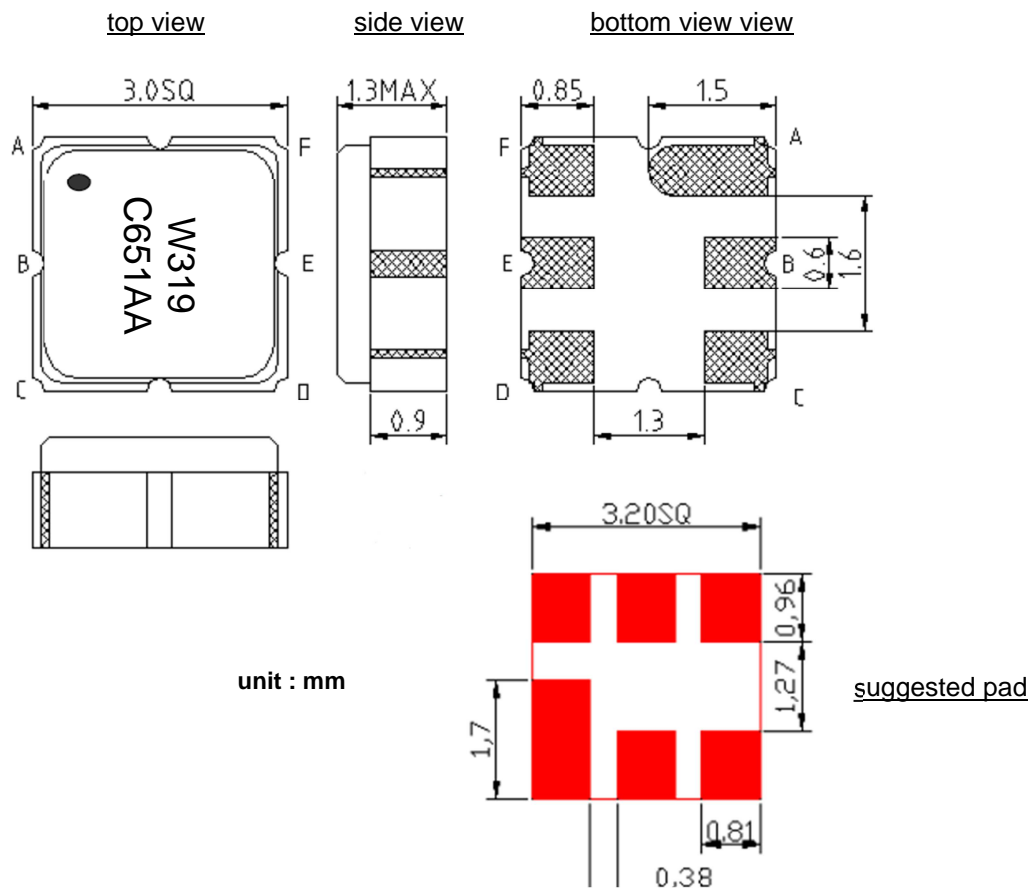 top view
side view
bottom view view
3.0SQ
1.3MAX
0.85
1.5
A
F
B
E
C
D
W319
C651AA
0.9
F
A
E
B
D
C
0.6
1.6
1.3
3.20SQ
0,96
1,27
1,7
0,81
0,38
unit : mm
suggested pad